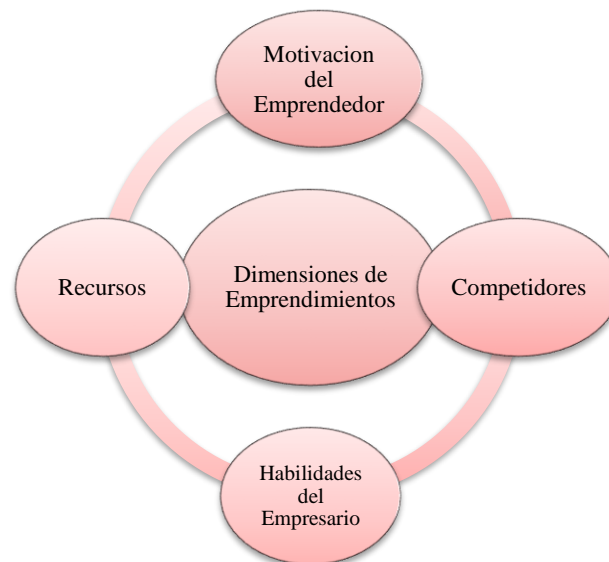 Motivacion
del
Emprendedor
Recursos
Dimensiones de
Emprendimientos
Competidores
Habilidades
del
Empresario